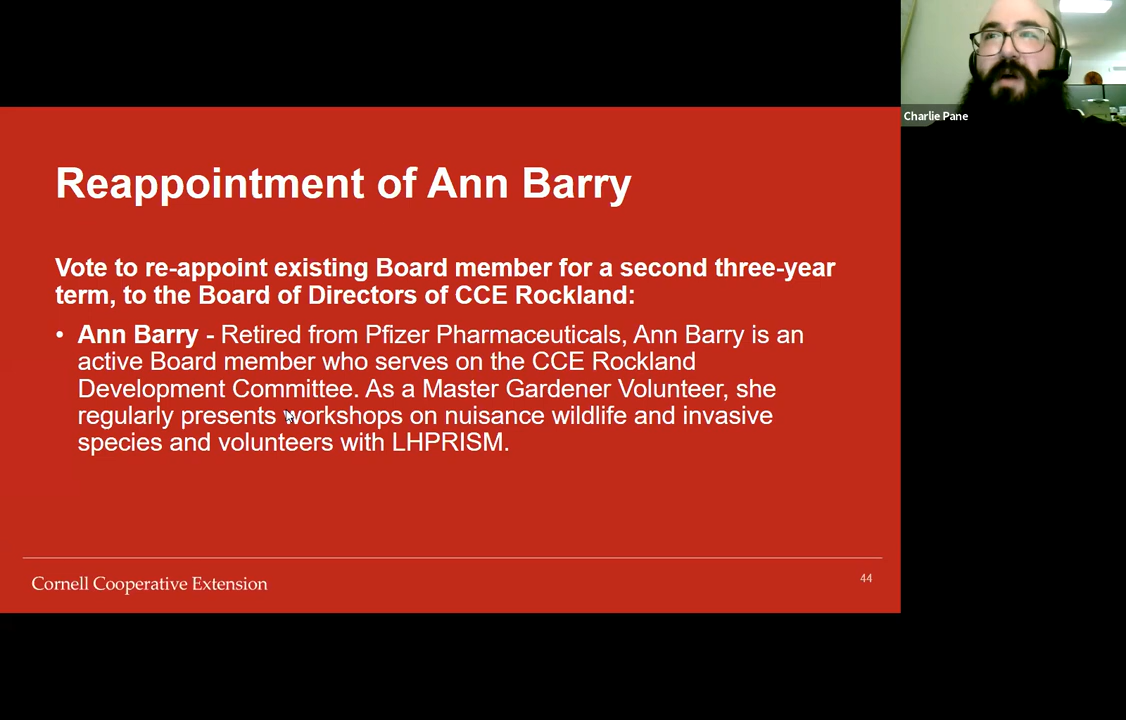 Charlie Pane
Reappointment of Ann Barry
Vote to re-appoint existing Board member for a second three-year
term, to the Board of Directors of CCE Rockland:
• Ann Barry - Retired from Pfizer Pharmaceuticals, Ann Barry is an
active Board member who serves on the CCE Rockland
Development Committee. As a Master Gardener Volunteer, she
regularly presents workshops on nuisance wildlife and invasive
species and volunteers with LHPRISM.
Cornell Cooperative Extension
44